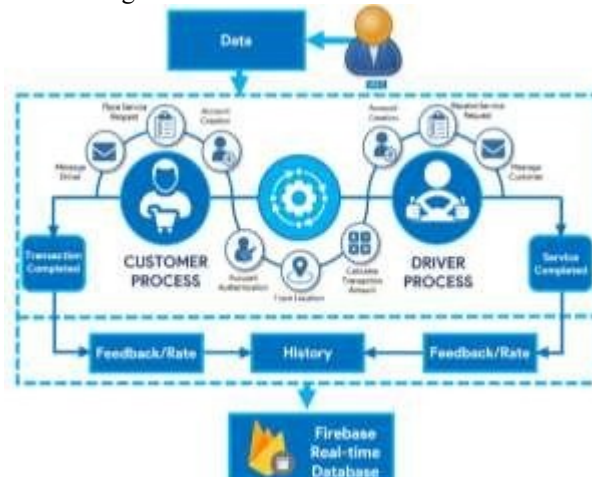 Data
Place Service
Request
Account
Creation
Account
Creation
Receive Service
Request
Message
Driver
Message
Customer
Transaction
Completed
CUSTOMER
PROCESS
Account
Authentication
Track Location
Calculate
Transaction
Amount
DRIVER
PROCESS
Service
Completed
Feedback/Rate
History
Feedback/Rate
Firebase
Real-time
Database